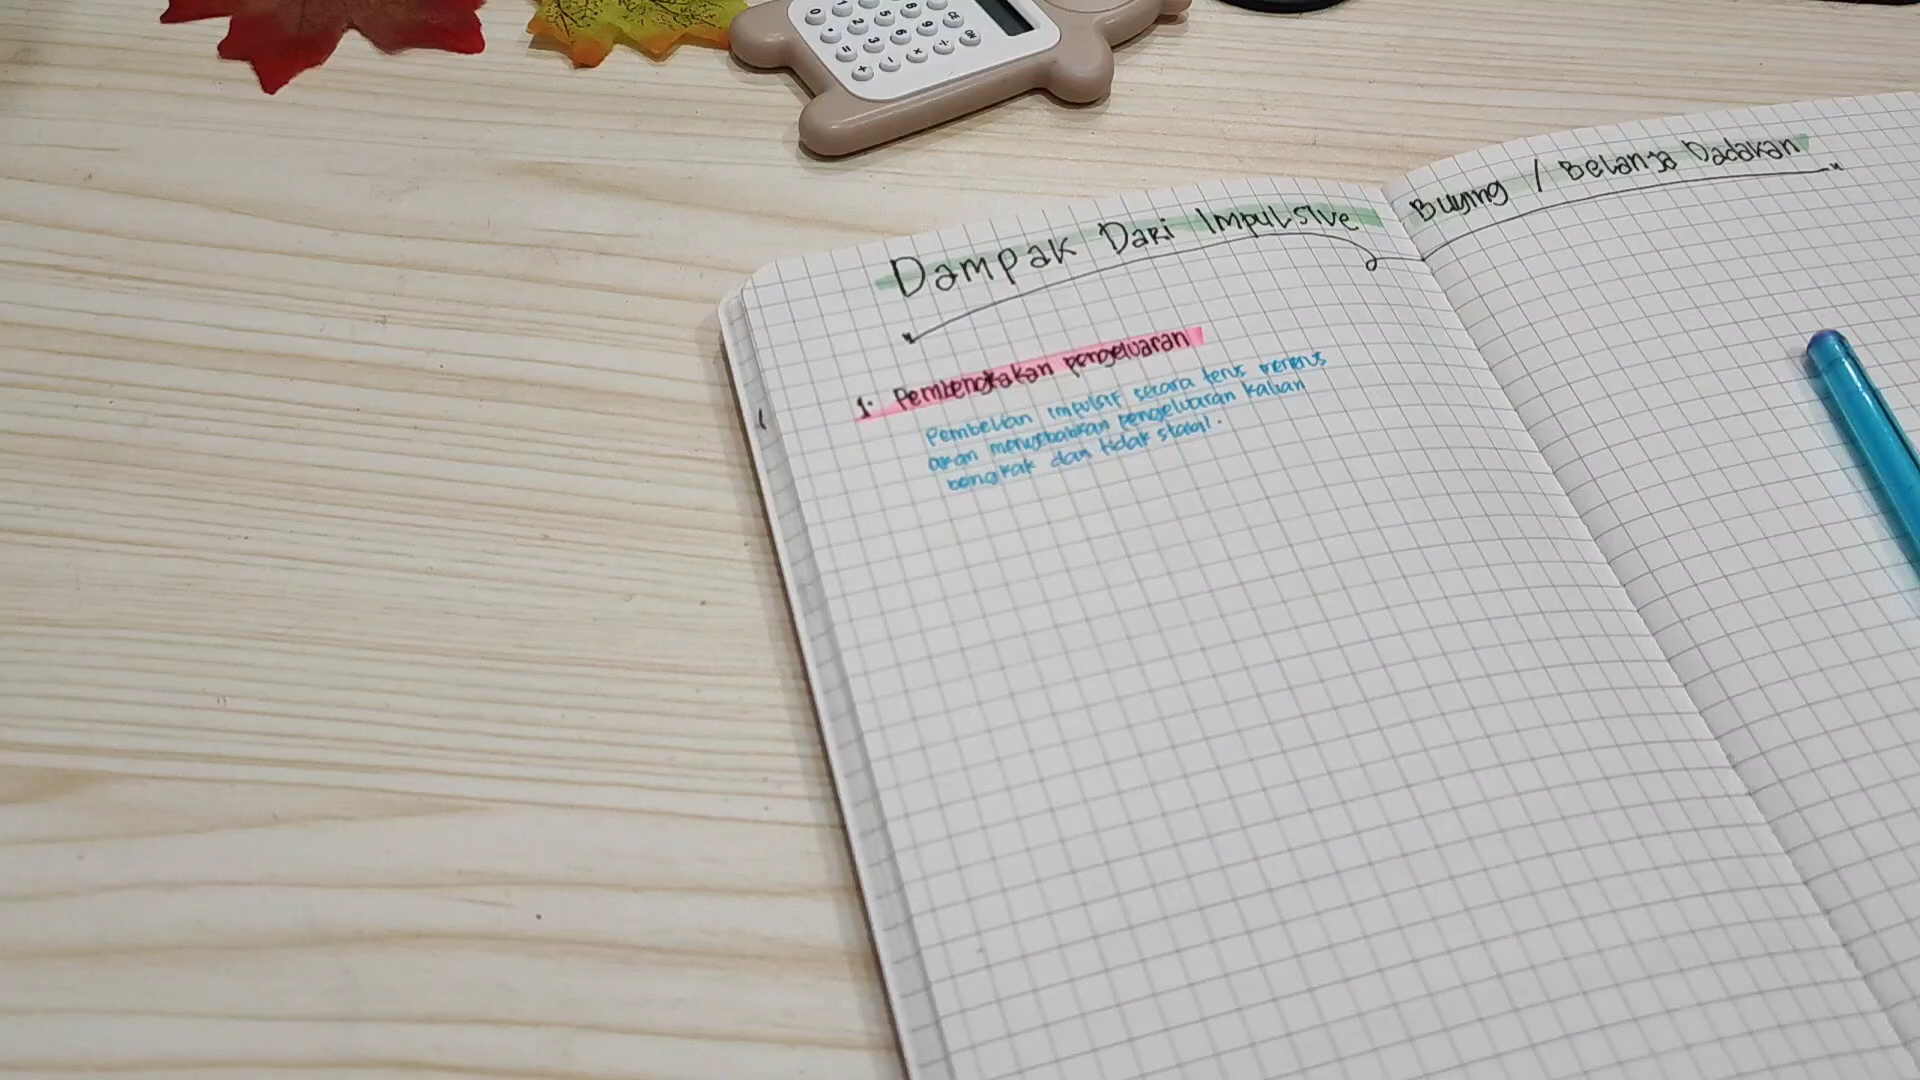 Dampak Dari Impulsive Buying / Belanja Dadakan
1. Pembengkakan pengeluaran
Pembelian impulsif secara terus menerus
akan menyebabkan pengeluaran kalian
bengkak dan tidak stabil.